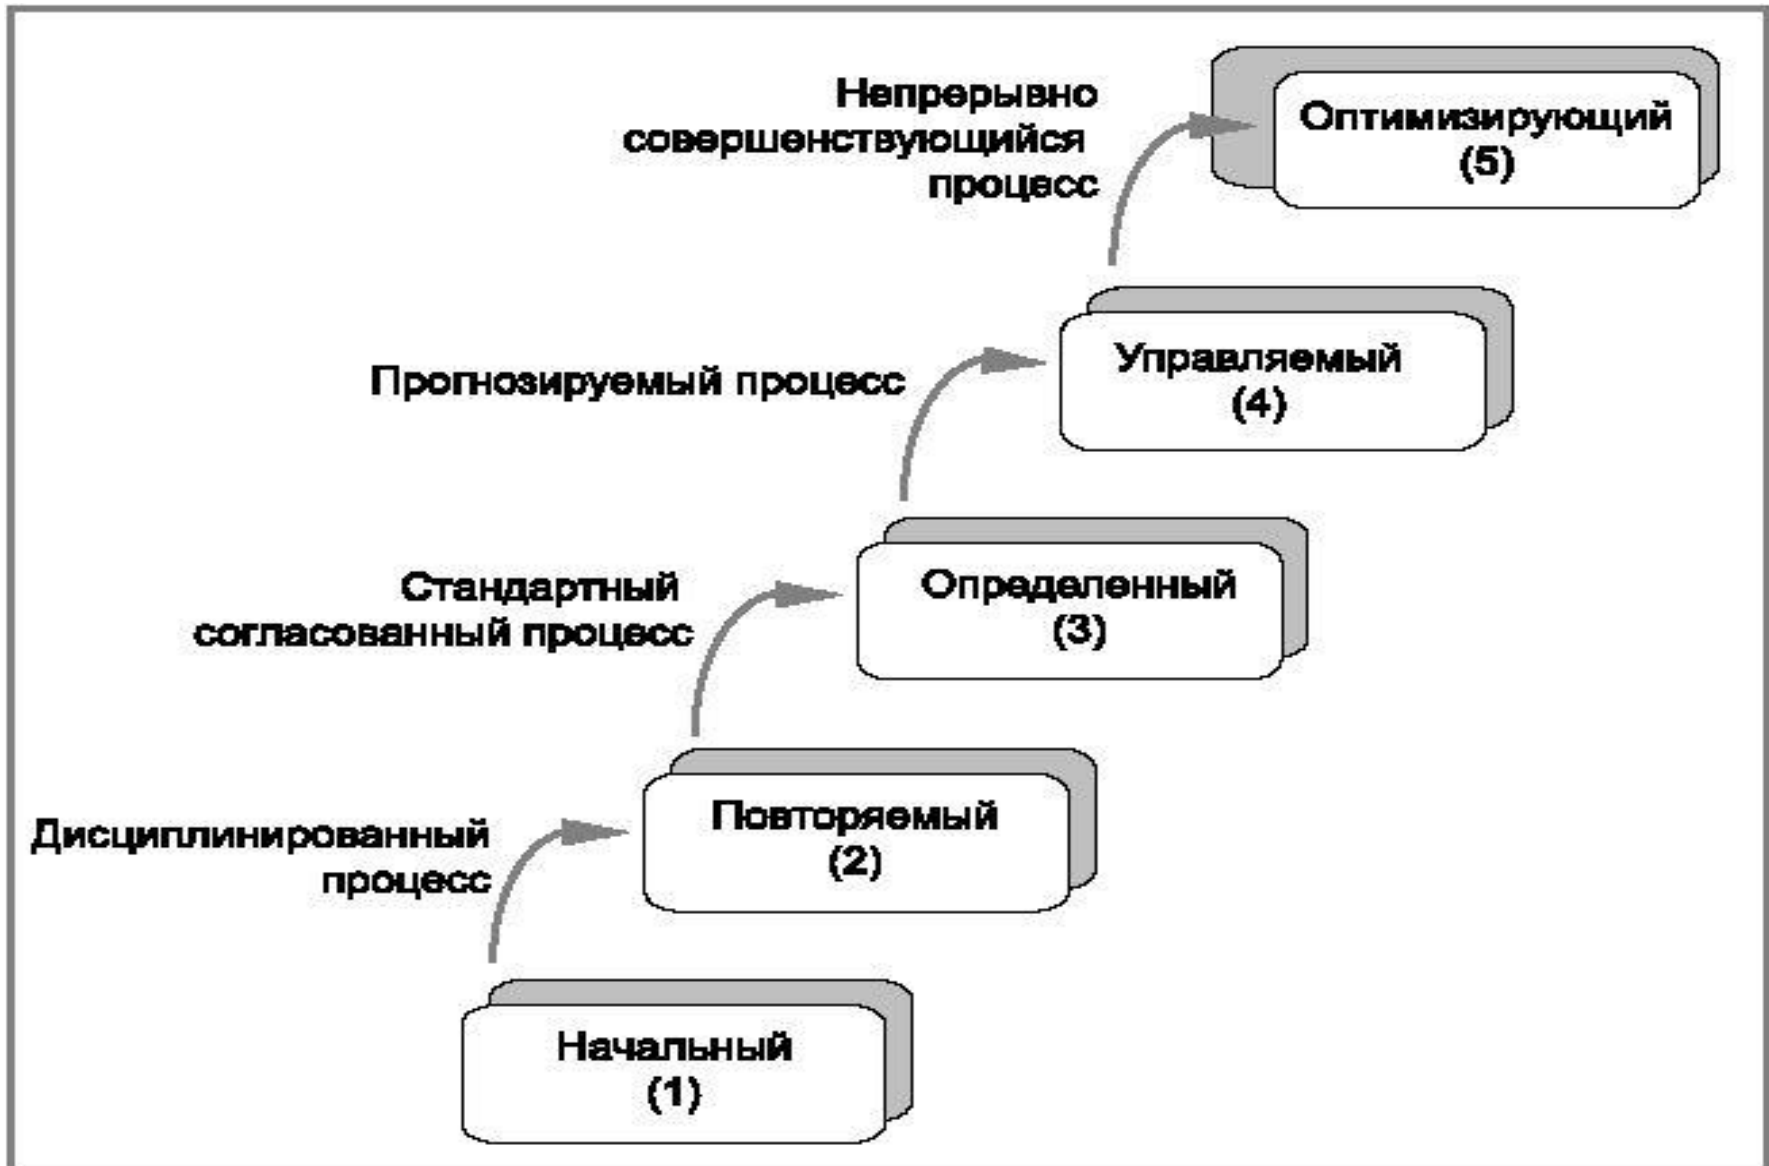 Непрерывно
совершенствующийся
процесс
Оптимизирующий
(5)
Прогнозируемый процесс
Управляемый
(4)
Стандартный
согласованный процесс
Определенный
(3)
Дисциплинированный
процесс
Повторяемый
(2)
Начальный
(1)